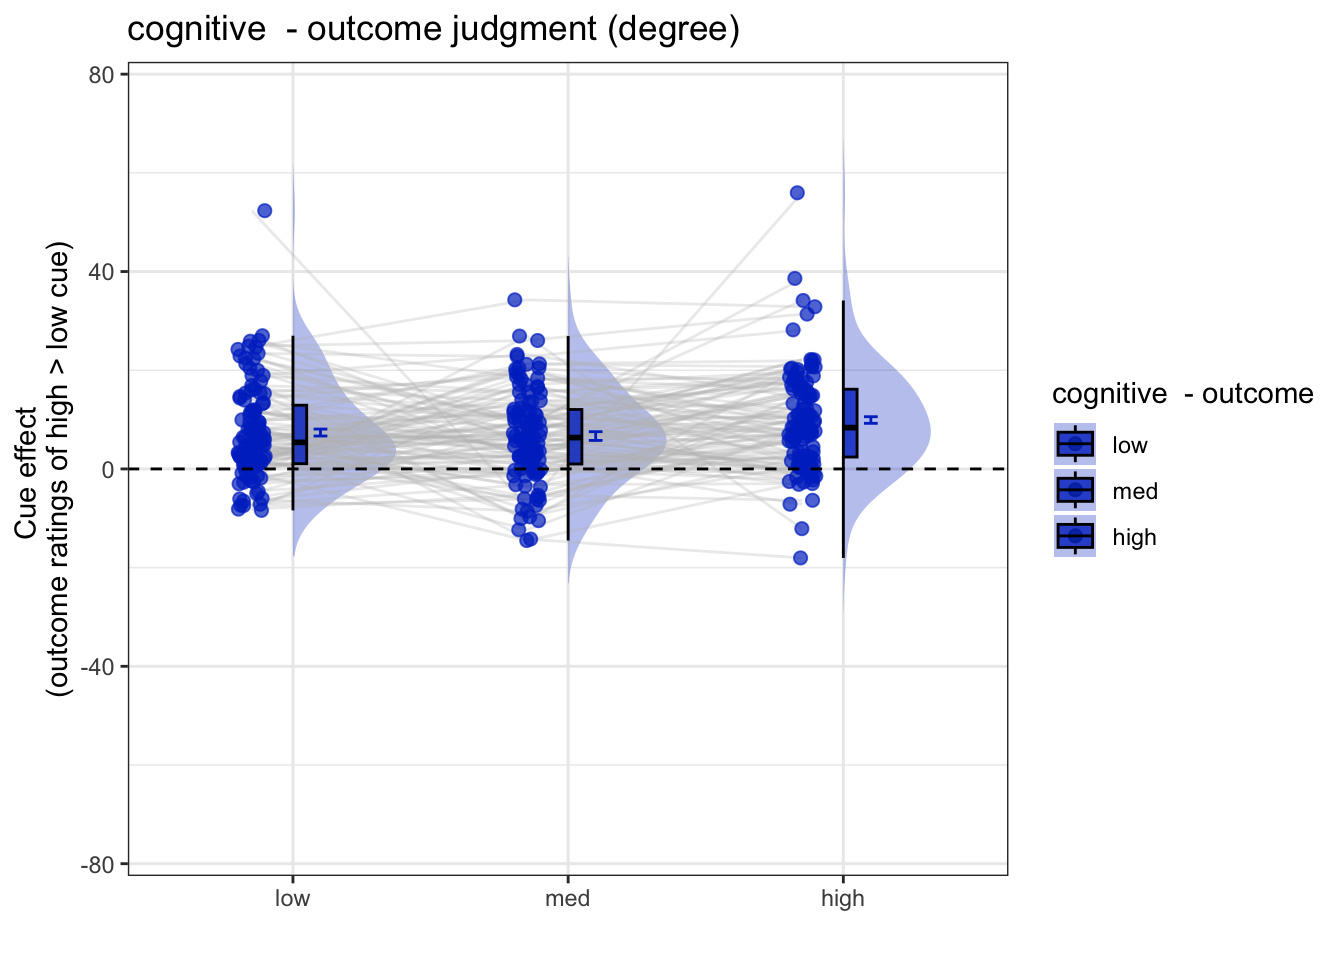 cognitive  - outcome judgment (degree)
80
40
0
-40
-80
Cue effect
(outcome ratings of high > low cue)
low
med
high
cognitive  - outcome
low
med
high